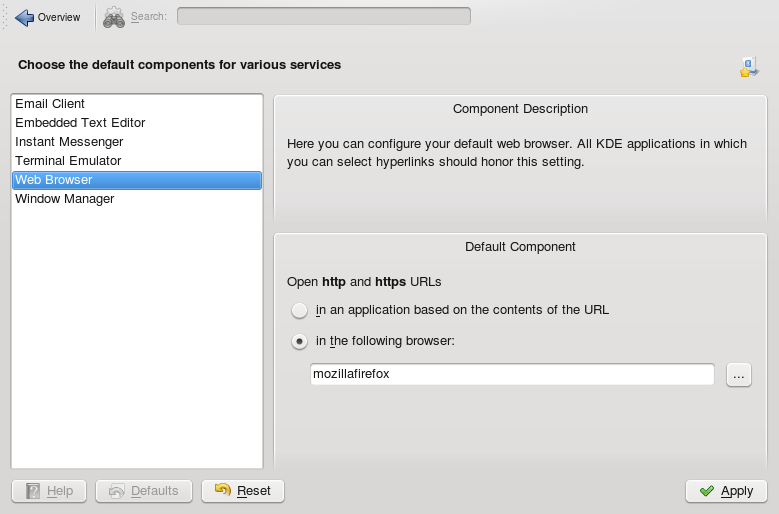 Overview
Search:
Choose the default components for various services
Email Client
Embedded Text Editor
Instant Messenger
Terminal Emulator
Web Browser
Window Manager
Component Description
Here you can configure your default web browser. All KDE applications in which
you can select hyperlinks should honor this setting.
Default Component
Open http and https URLs
in an application based on the contents of the URL
in the following browser:
mozillafirefox
...
Help
Defaults
Reset
Apply